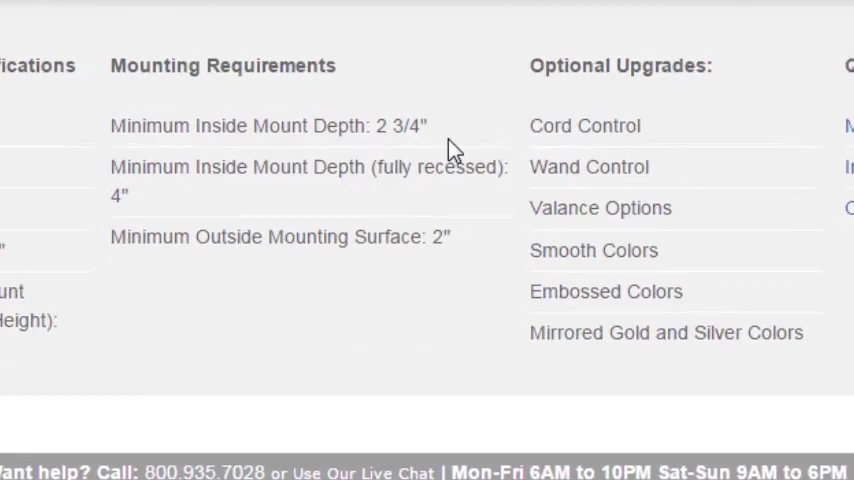 Mounting Requirements
Minimum Inside Mount Depth: 2 3/4"
Minimum Inside Mount Depth (fully recessed):
4"
Minimum Outside Mounting Surface: 2"
Optional Upgrades:
Cord Control
Wand Control
Valance Options
Smooth Colors
Embossed Colors
Mirrored Gold and Silver Colors
help? Call: 800.935.7028 or Use Our Live Chat | Mon-Fri 6AM to 10PM Sat-Sun 9AM to 6PM